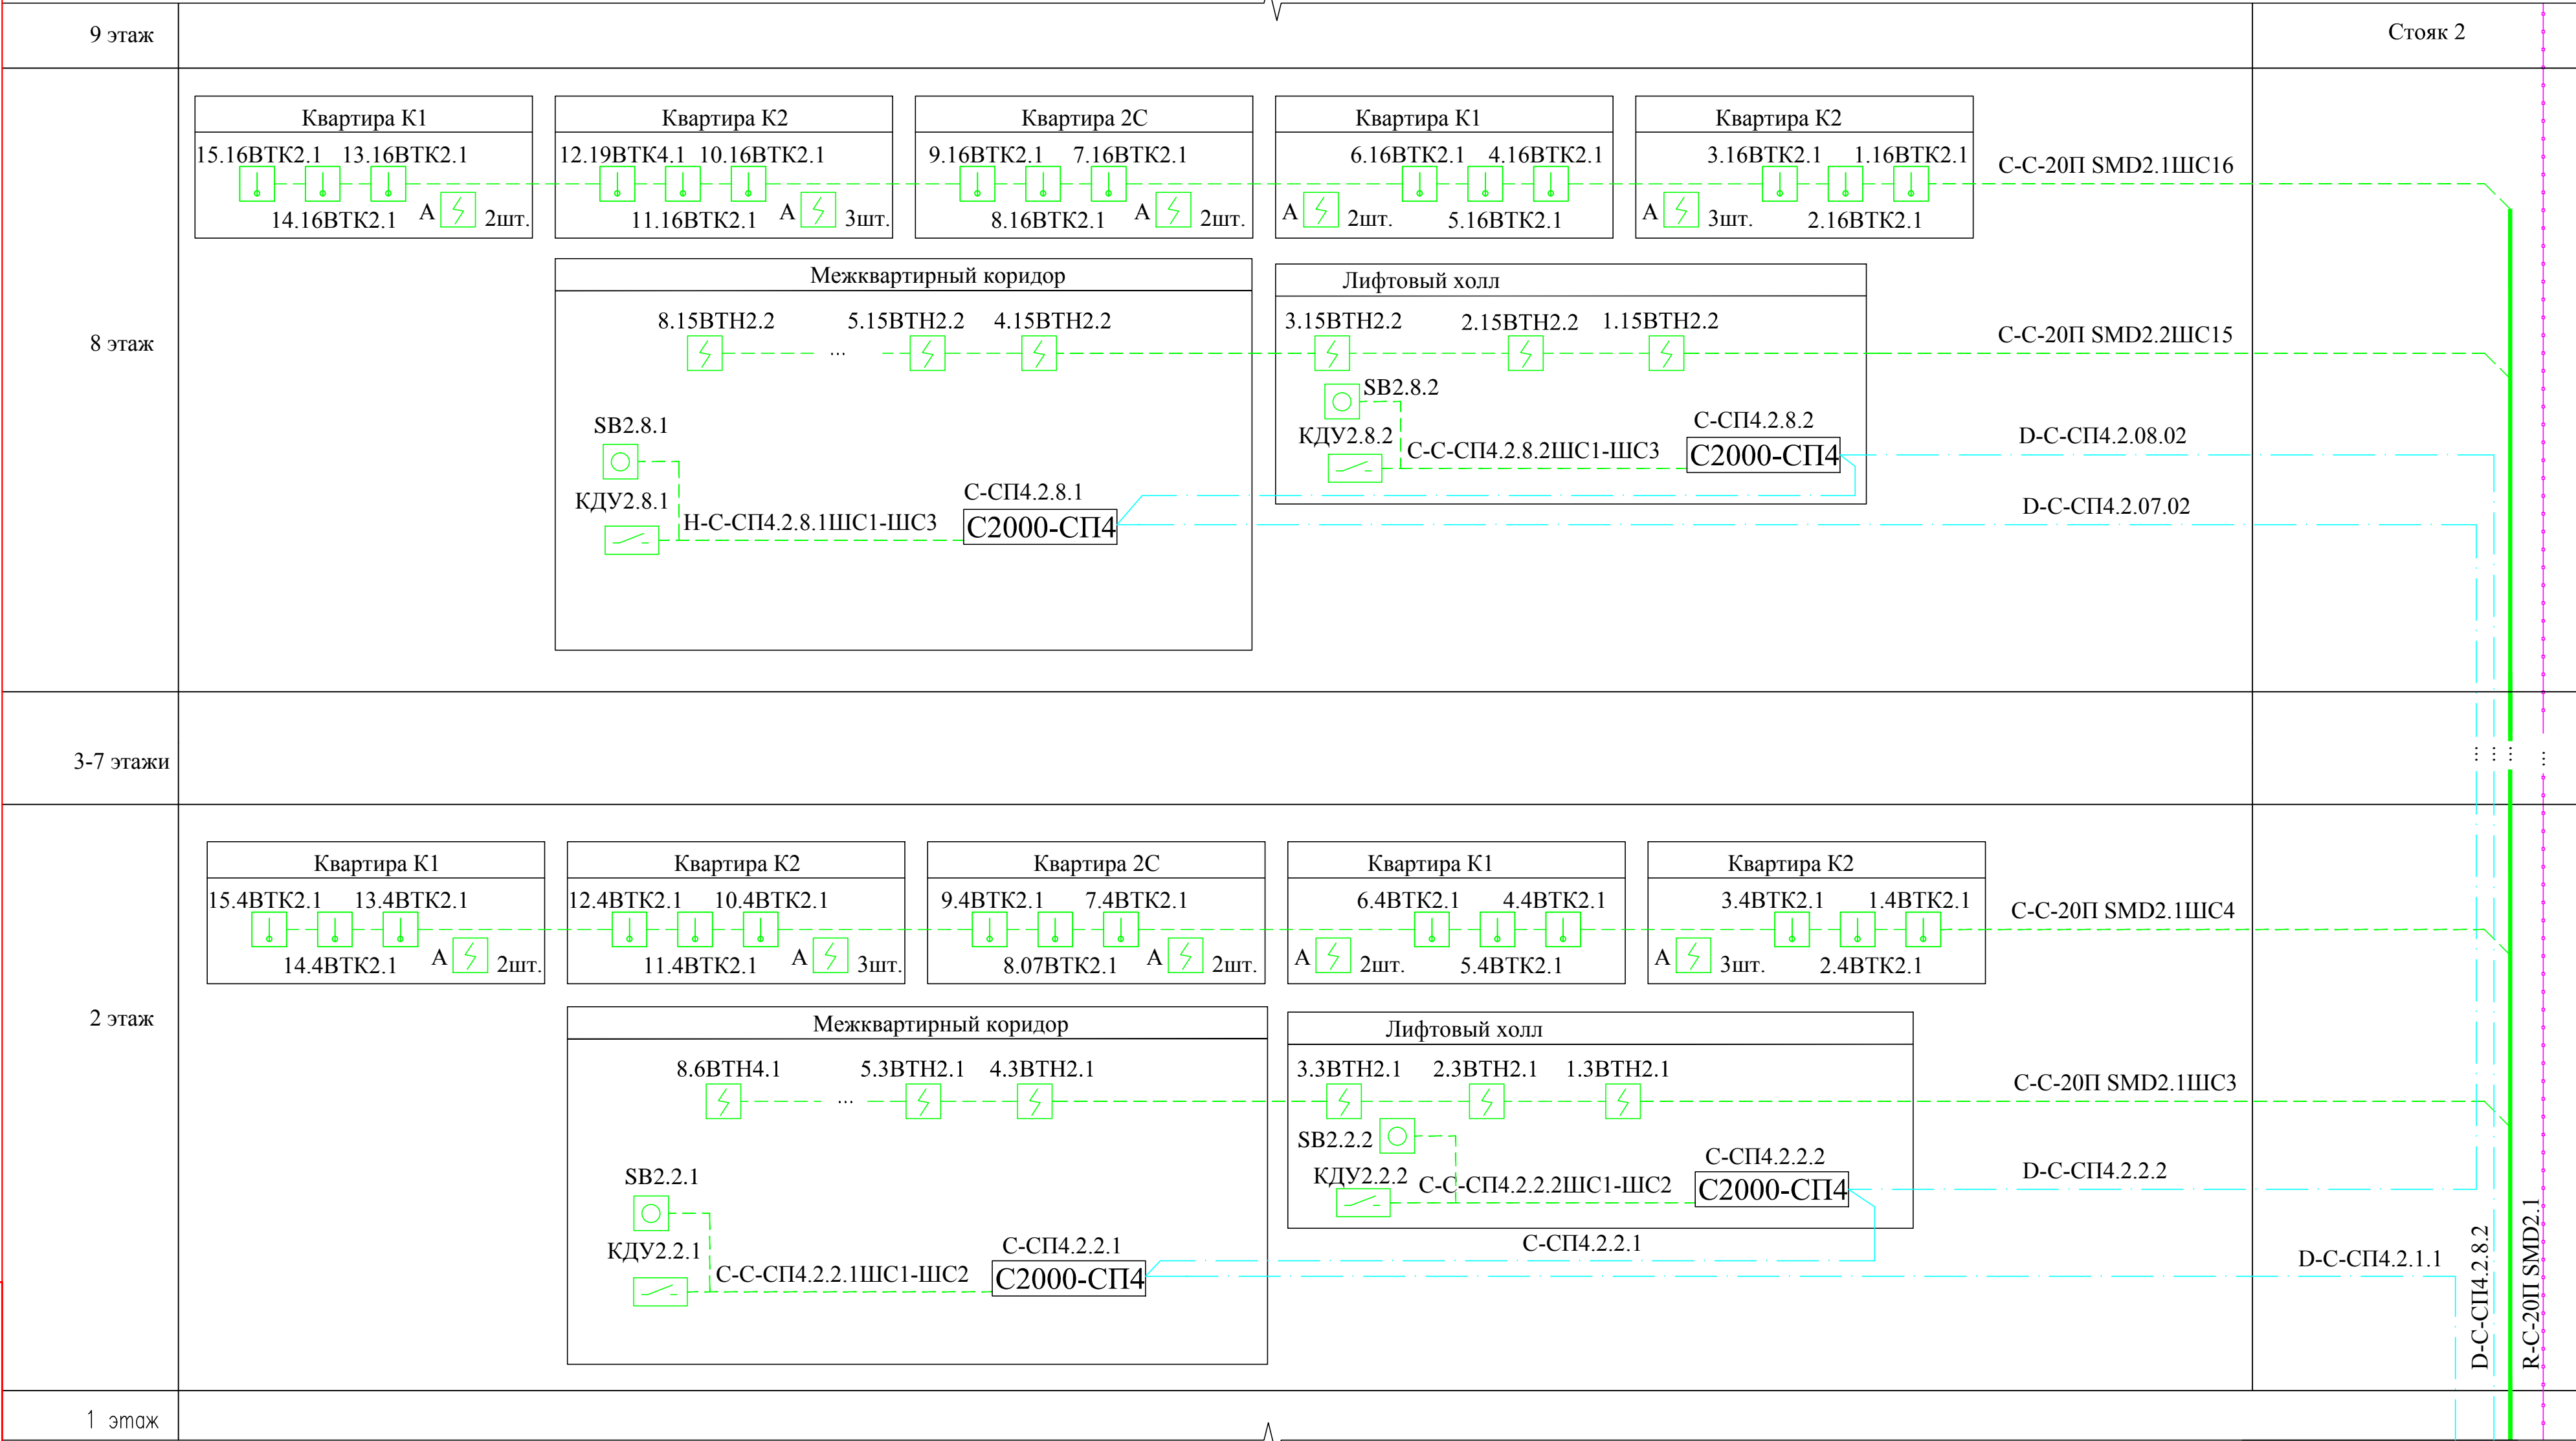 9 этаж
Стояк 2
Квартира К1
Квартира К2
Квартира 2С
Квартира К1
Квартира К2
15.16ВТК2.1 13.16ВТК2.1
12.19ВТК4.1 10.16ВТК2.1
9.16ВТК2.1 7.16ВТК2.1
6.16ВТК2.1 4.16ВТК2.1
3.16ВТК2.1 1.16ВТК2.1
С-С-20П SMD2.1ШС16
14.16ВТК2.1 А 2шт.
11.16ВТК2.1 А 3шт.
8.16ВТК2.1 А 2шт.
А 2шт. 5.16ВТК2.1
А 3шт. 2.16ВТК2.1
8 этаж
Межквартирный коридор
8.15ВТН2.2 5.15ВТН2.2 4.15ВТН2.2
...
SB2.8.1
КДУ2.8.1
Н-С-СП4.2.8.1ШС1-ШС3
С-СП4.2.8.1
С2000-СП4
Лифтовый холл
3.15ВТН2.2 2.15ВТН2.2 1.15ВТН2.2
С-С-20П SMD2.2ШС15
SB2.8.2
КДУ2.8.2
С-С-СП4.2.8.2ШС1-ШС3
С-СП4.2.8.2
С2000-СП4
D-С-СП4.2.08.02
D-С-СП4.2.07.02
3-7 этажи
2 этаж
Квартира К1
Квартира К2
Квартира 2С
Квартира К1
Квартира К2
15.4ВТК2.1 13.4ВТК2.1
12.4ВТК2.1 10.4ВТК2.1
9.4ВТК2.1 7.4ВТК2.1
6.4ВТК2.1 4.4ВТК2.1
3.4ВТК2.1 1.4ВТК2.1
С-С-20П SMD2.1ШС4
14.4ВТК2.1 А 2шт.
11.4ВТК2.1 А 3шт.
8.07ВТК2.1 А 2шт.
А 2шт. 5.4ВТК2.1
А 3шт. 2.4ВТК2.1
Межквартирный коридор
8.6ВТН4.1 5.3ВТН2.1 4.3ВТН2.1
...
SB2.2.1
КДУ2.2.1
С-С-СП4.2.2.1ШС1-ШС2
С-СП4.2.2.1
С2000-СП4
Лифтовый холл
3.3ВТН2.1 2.3ВТН2.1 1.3ВТН2.1
С-С-20П SMD2.1ШС3
SB2.2.2
КДУ2.2.2
С-С-СП4.2.2.2ШС1-ШС2
С-СП4.2.2.2
С2000-СП4
D-С-СП4.2.2.2
С-СП4.2.2.1
D-С-СП4.2.1.1
D-С-СП4.2.8.2
R-С-20П SMD2.1
1 этаж